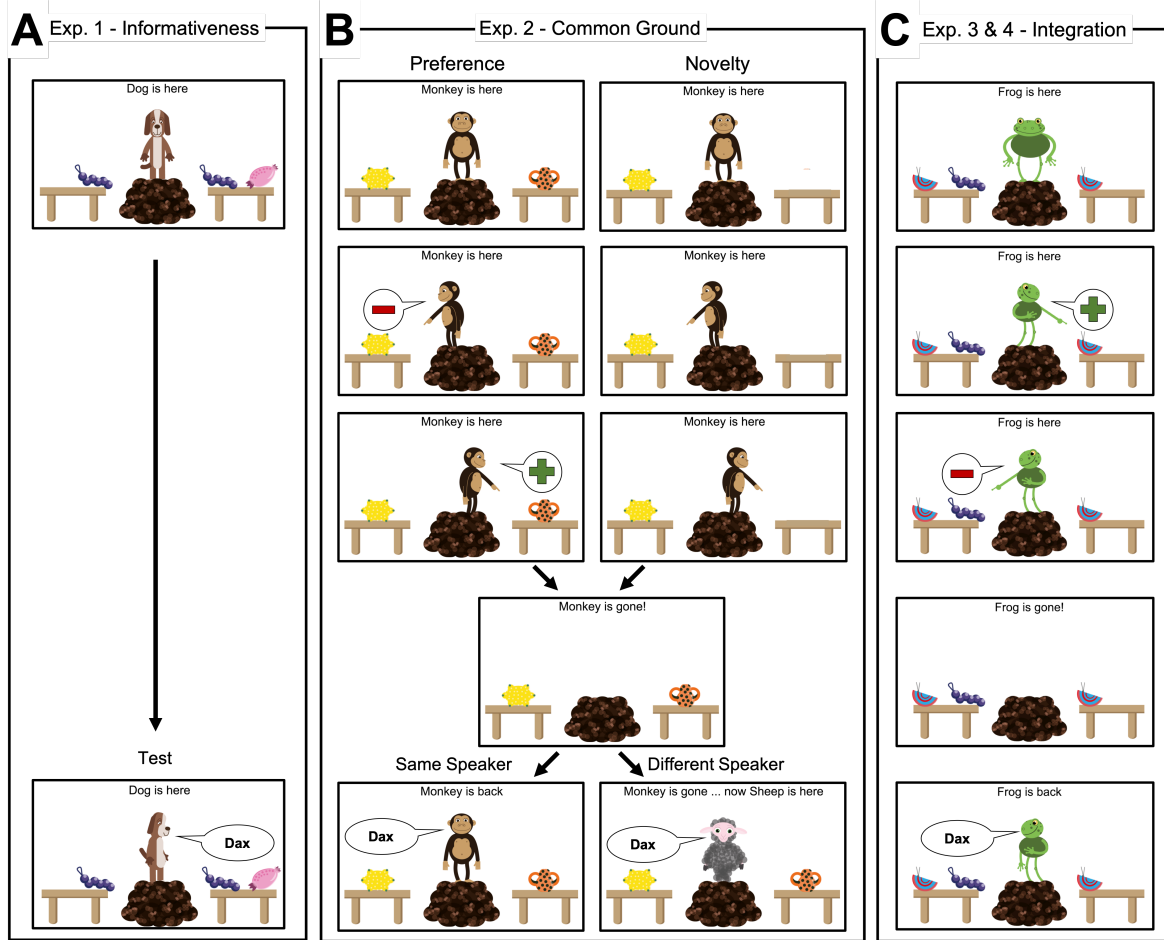 A
Exp. 1 - Informativeness
Dog is here
Test
Dog is here
Dax
B
Exp. 2 - Common Ground
Preference
Novelty
Monkey is here
Monkey is here
Monkey is here
Monkey is here
Monkey is here
Monkey is here
Monkey is gone!
Same Speaker
Different Speaker
Monkey is back
Dax
Monkey is gone ... now Sheep is here
Dax
C
Exp. 3 & 4 - Integration
Frog is here
Frog is here
Frog is here
Frog is gone!
Frog is back
Dax